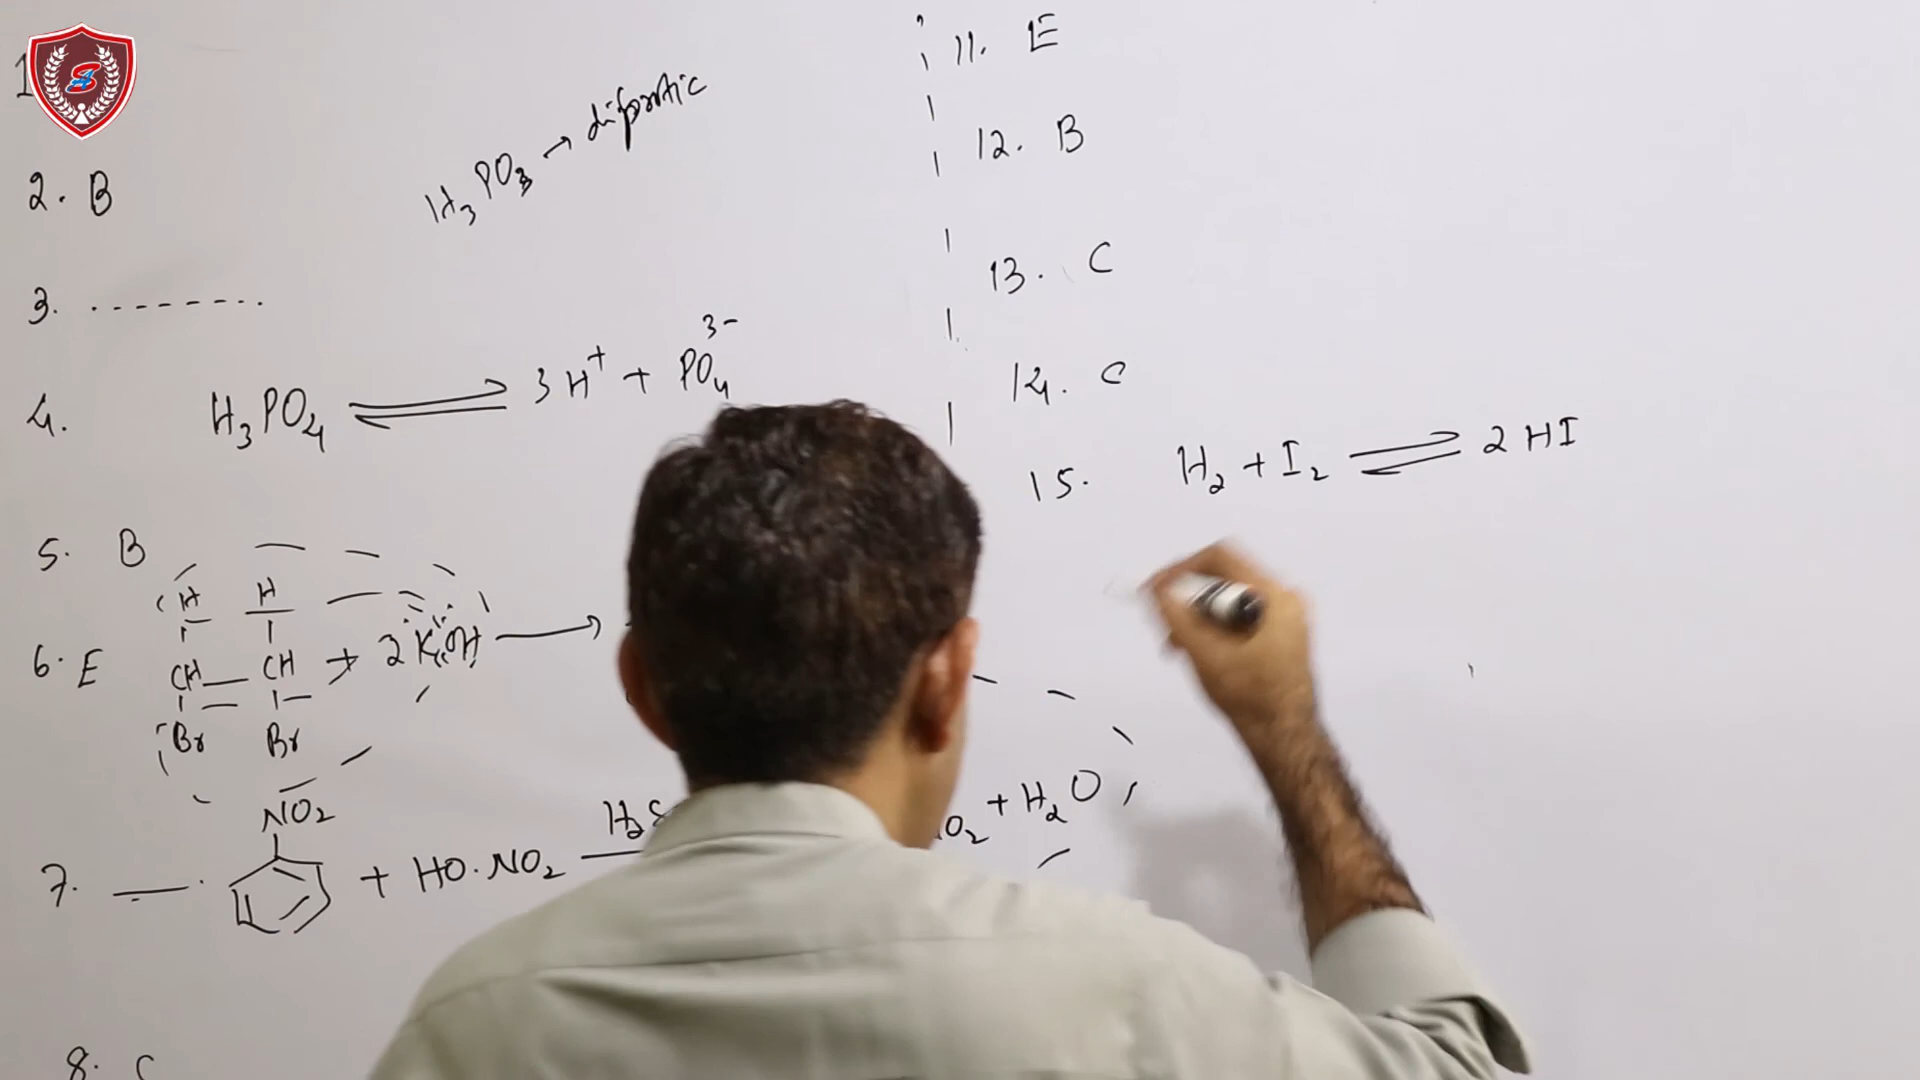 1
2. B
H₃PO₃ → diprotic
3. ---------
4. H₃PO₄ ⇌ 3H⁺ + PO₄³⁻
5. B
6. E
H H
CH — CH + 2KOH →
Br Br
7. NO₂
+ HO·NO₂ H₂S
O₂ + H₂O
8. C
11. E
12. B
13. C
14. C
15. H₂ + I₂ ⇌ 2HI